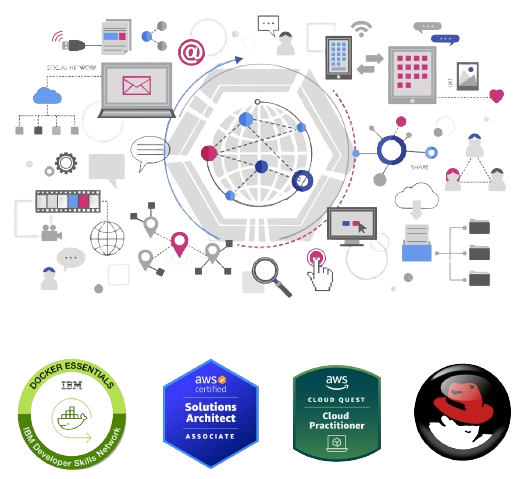 SOCIAL NETWORK
@
LIKE
SHARE
DOCKER ESSENTIALS
IBM
IBM Developer Skills Network
aws
certified
Solutions
Architect
ASSOCIATE
aws
CLOUD QUEST
Cloud
Practitioner